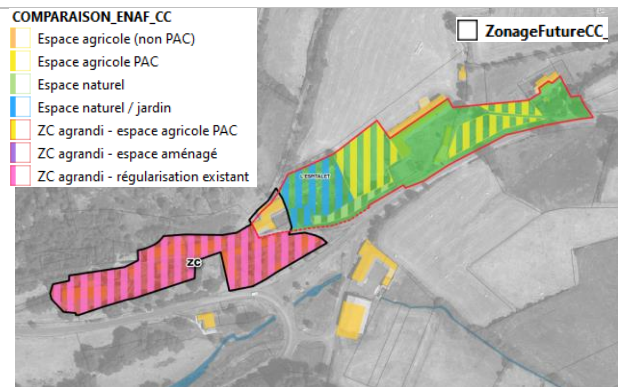 COMPARAISON_ENAF_CC
Espace agricole (non PAC)
Espace agricole PAC
Espace naturel
Espace naturel / jardin
ZC agrandi - espace agricole PAC
ZC agrandi - espace aménagé
ZC agrandi - régularisation existant
ZonageFutureCC_
L'ESPITALET
ZC